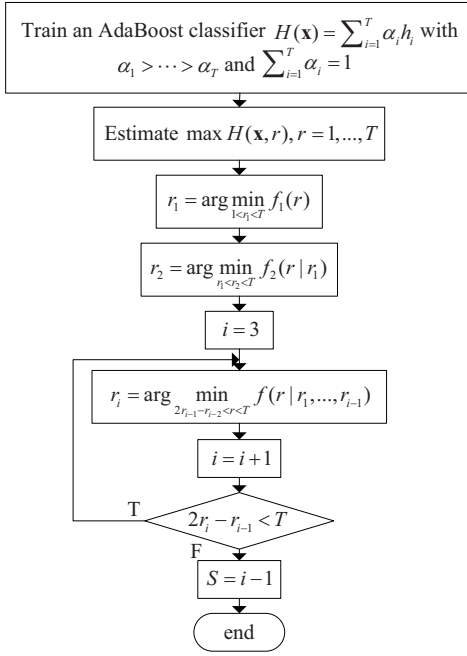 Train an AdaBoost classifier H(𝐱) = ∑_{i=1}^{T} α_i h_i with
α_1 > ⋯ > α_T and ∑_{i=1}^{T} α_i = 1
Estimate max H(𝐱, r), r = 1,...,T
r_1 = arg min_{1<r_1<T} f_1(r)
r_2 = arg min_{r_1<r_2<T} f_2(r | r_1)
i = 3
r_i = arg min_{2r_{i-1}-r_{i-2}<r<T} f(r | r_1,...,r_{i-1})
i = i+1
T
2r_i − r_{i-1} < T
F
S = i−1
end